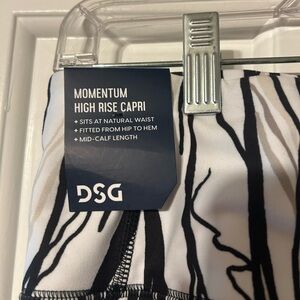 MOMENTUM
HIGH RISE CAPRI
+ SITS AT NATURAL WAIST
+ FITTED FROM HIP TO HEM
+ MID-CALF LENGTH
DSG